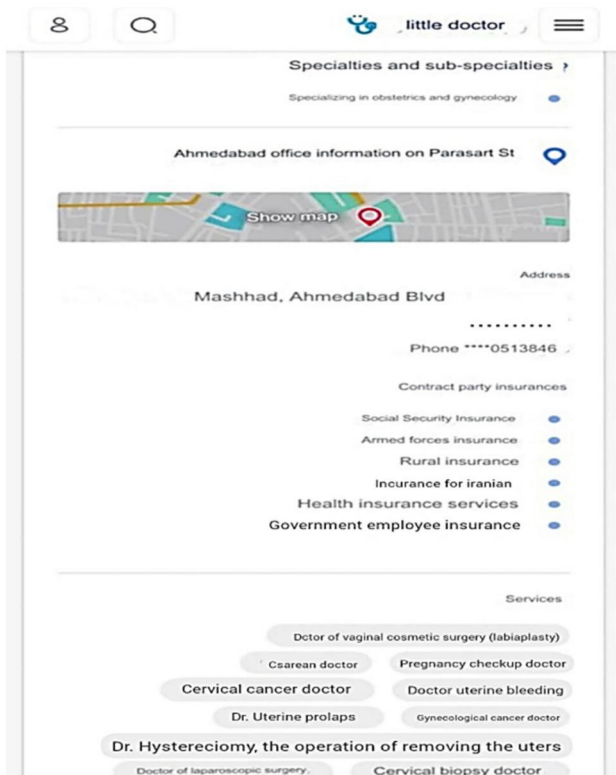 little doctor
Specialties and sub-specialties
Specializing in obstetrics and gynecology
Ahmedabad office information on Parasart St
Show map
Address
Mashhad, Ahmedabad Blvd
..........
Phone ****0513846
Contract party insurances
Social Security Insurance
Armed forces insurance
Rural insurance
Incurance for iranian
Health insurance services
Government employee insurance
Services
Dctor of vaginal cosmetic surgery (labiaplasty)
Csarean doctor Pregnancy checkup doctor
Cervical cancer doctor Doctor uterine bleeding
Dr. Uterine prolaps Gynecological cancer doctor
Dr. Hystereciomy, the operation of removing the uters
Doctor of laparoscopic surgery. Cervical biopsy doctor